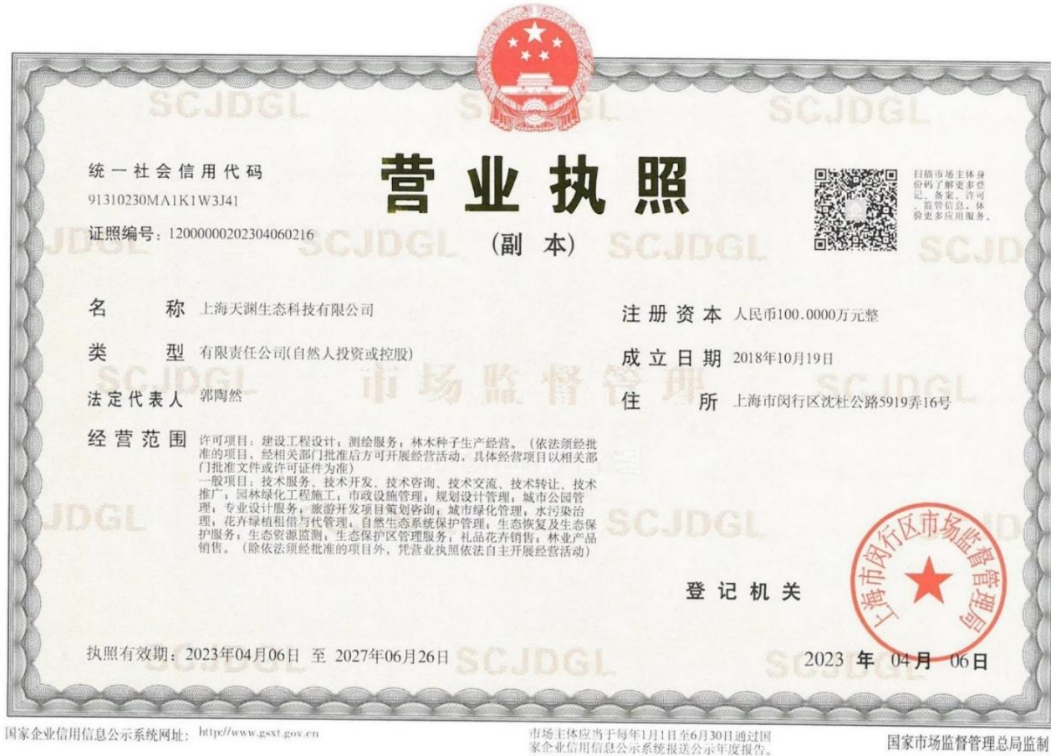 统一社会信用代码
91310230MA1K1W3J41
证照编号：12000000202304060216
营业执照
(副 本)
扫描市场主体身
份码了解更多登
记、备案、许可
、监管信息，体
验更多应用服务。
名 称 上海天渊生态科技有限公司
类 型 有限责任公司(自然人投资或控股)
法定代表人 郭陶然
经营范围 许可项目：建设工程设计；测绘服务；林木种子生产经营。（依法须经批
准的项目，经相关部门批准后方可开展经营活动，具体经营项目以相关部
门批准文件或许可证件为准）
一般项目：技术服务、技术开发、技术咨询、技术交流、技术转让、技术
推广；园林绿化工程施工；市政设施管理；规划设计管理；城市公园管
理；专业设计服务；旅游开发项目策划咨询；城市绿化管理；水污染治
理；花卉绿植租借与代管理；自然生态系统保护管理；生态恢复及生态保
护服务；生态资源监测；生态保护区管理服务；礼品花卉销售；林业产品
销售。（除依法须经批准的项目外，凭营业执照依法自主开展经营活动）
注册资本 人民币100.0000万元整
成立日期 2018年10月19日
住 所 上海市闵行区沈杜公路5919弄16号
登记机关
上海市闵行区市场监督管理局
执照有效期：2023年04月06日 至 2027年06月26日
2023 年 04月 06日
SCJDGL
市场监督管理
国家企业信用信息公示系统网址：http://www.gsxt.gov.cn
市场主体应当于每年1月1日至6月30日通过国
家企业信用信息公示系统报送公示年度报告。
国家市场监督管理总局监制